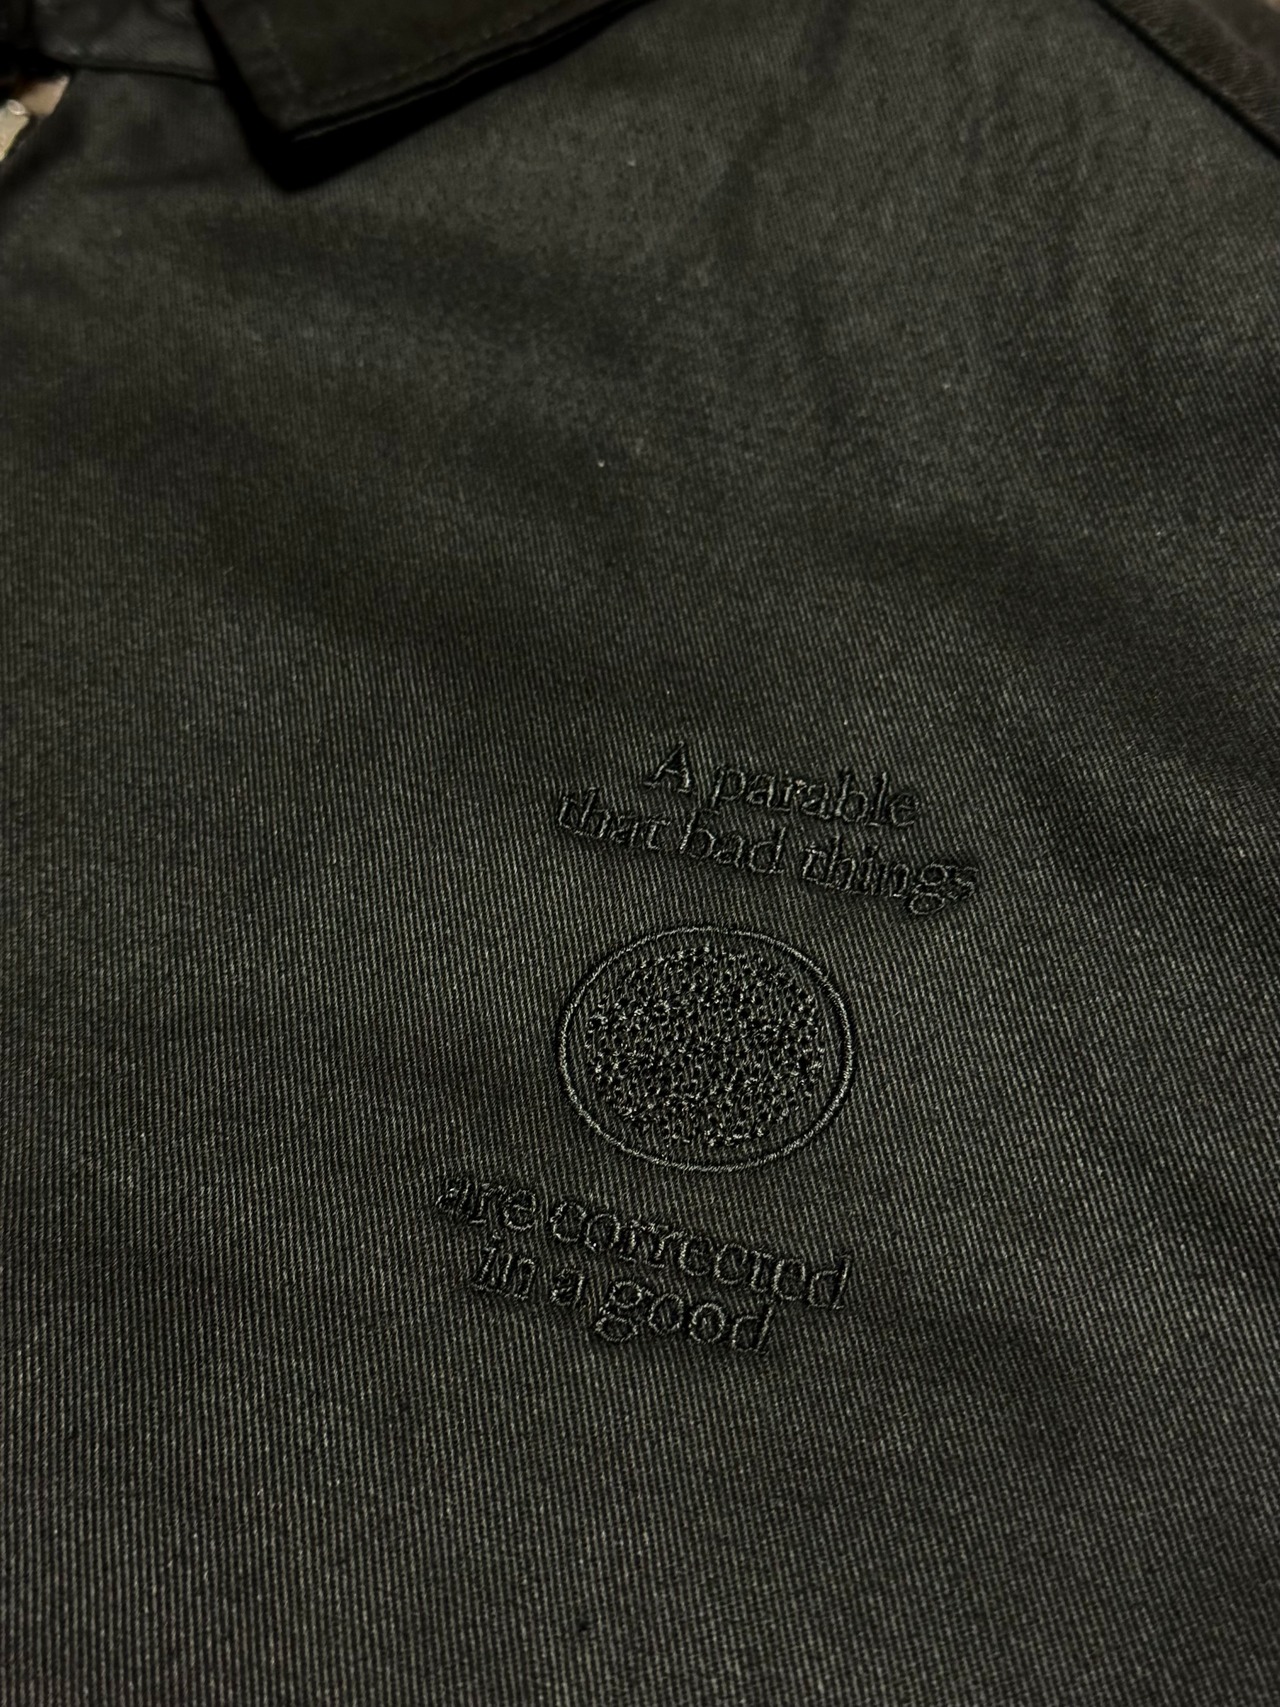 A parable
that bad things
are corrected
in a good